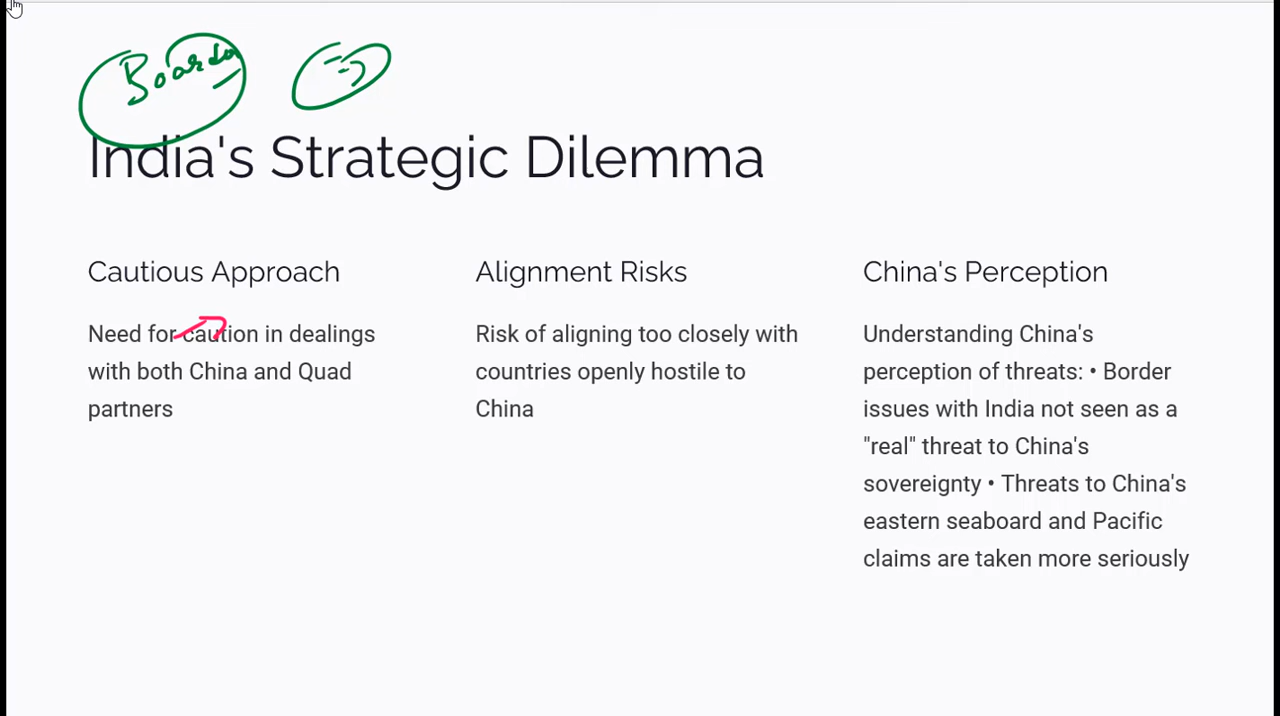 India's Strategic Dilemma
Cautious Approach
Need for caution in dealings
with both China and Quad
partners
Alignment Risks
Risk of aligning too closely with
countries openly hostile to
China
China's Perception
Understanding China's
perception of threats: • Border
issues with India not seen as a
"real" threat to China's
sovereignty • Threats to China's
eastern seaboard and Pacific
claims are taken more seriously